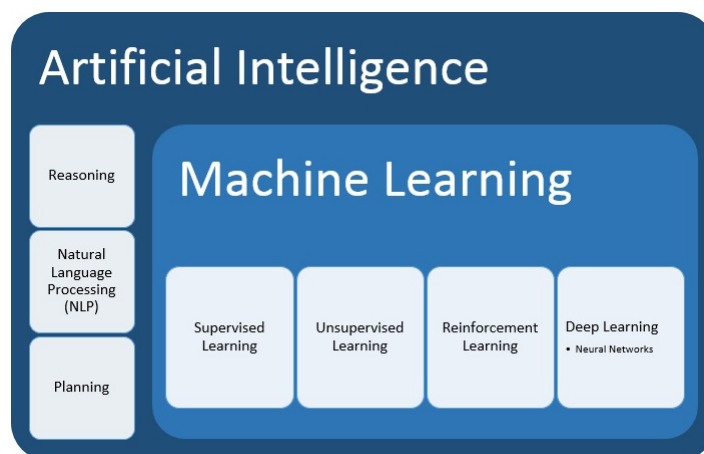 Artificial Intelligence
Reasoning
Natural
Language
Processing
(NLP)
Planning
Machine Learning
Supervised
Learning
Unsupervised
Learning
Reinforcement
Learning
Deep Learning
• Neural Networks